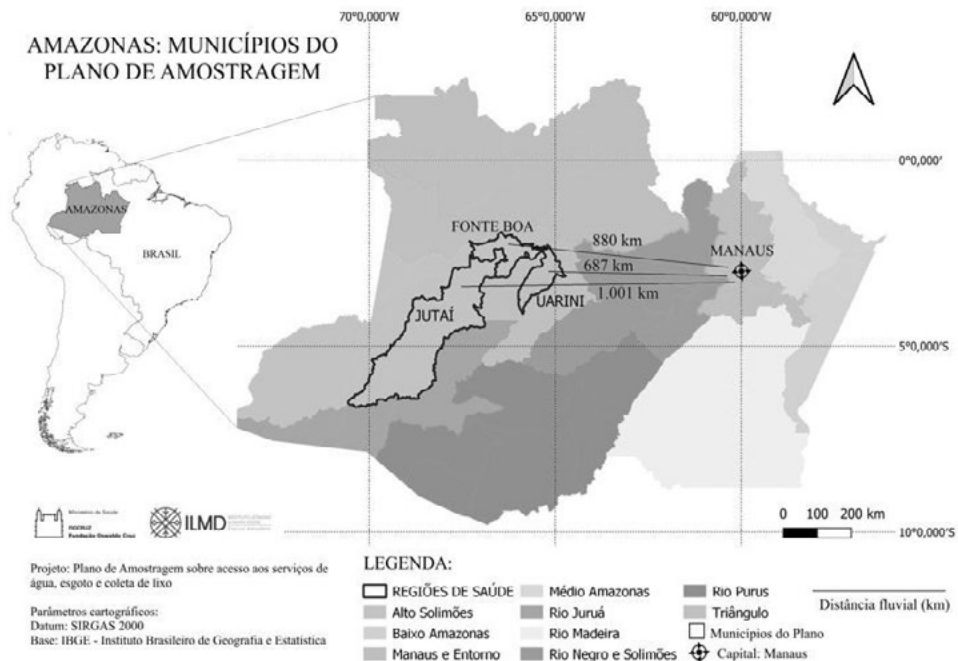 AMAZONAS: MUNICÍPIOS DO
PLANO DE AMOSTRAGEM
70°0,000'W
65°0,000'W
60°0,000'W
0°0,000'
5°0,000'S
10°0,000'S
AMAZONAS
BRASIL
FONTE BOA
880 km
MANAUS
687 km
1.001 km
UARINI
JUTAÍ
0 100 200 km
Ministério da Saúde
FIOCRUZ
Fundação Oswaldo Cruz
ILMD
Projeto: Plano de Amostragem sobre acesso aos serviços de
água, esgoto e coleta de lixo
Parâmetros cartográficos:
Datum: SIRGAS 2000
Base: IBGE - Instituto Brasileiro de Geografia e Estatística
LEGENDA:
REGIÕES DE SAÚDE
Alto Solimões
Baixo Amazonas
Manaus e Entorno
Médio Amazonas
Rio Juruá
Rio Madeira
Rio Negro e Solimões
Rio Purus
Triângulo
Municípios do Plano
Capital: Manaus
Distância fluvial (km)